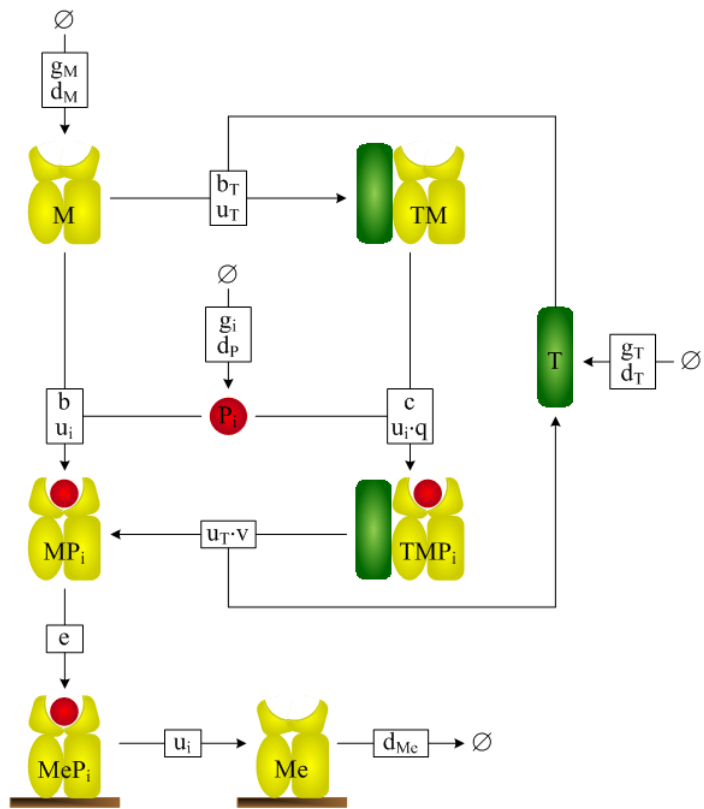 ∅
gM
dM
M
bT
uT
TM
∅
gi
dP
T
gT
dT
∅
b
ui
Pi
c
ui·q
MPi
uT·v
TMPi
e
MePi
ui
Me
dMe
∅